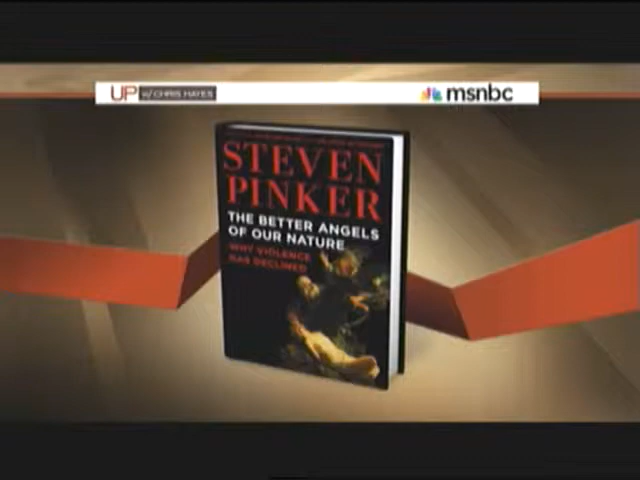 UP W/ CHRIS HAYES
msnbc
STEVEN
PINKER
THE BETTER ANGELS
OF OUR NATURE
WHY VIOLENCE
HAS DECLINED